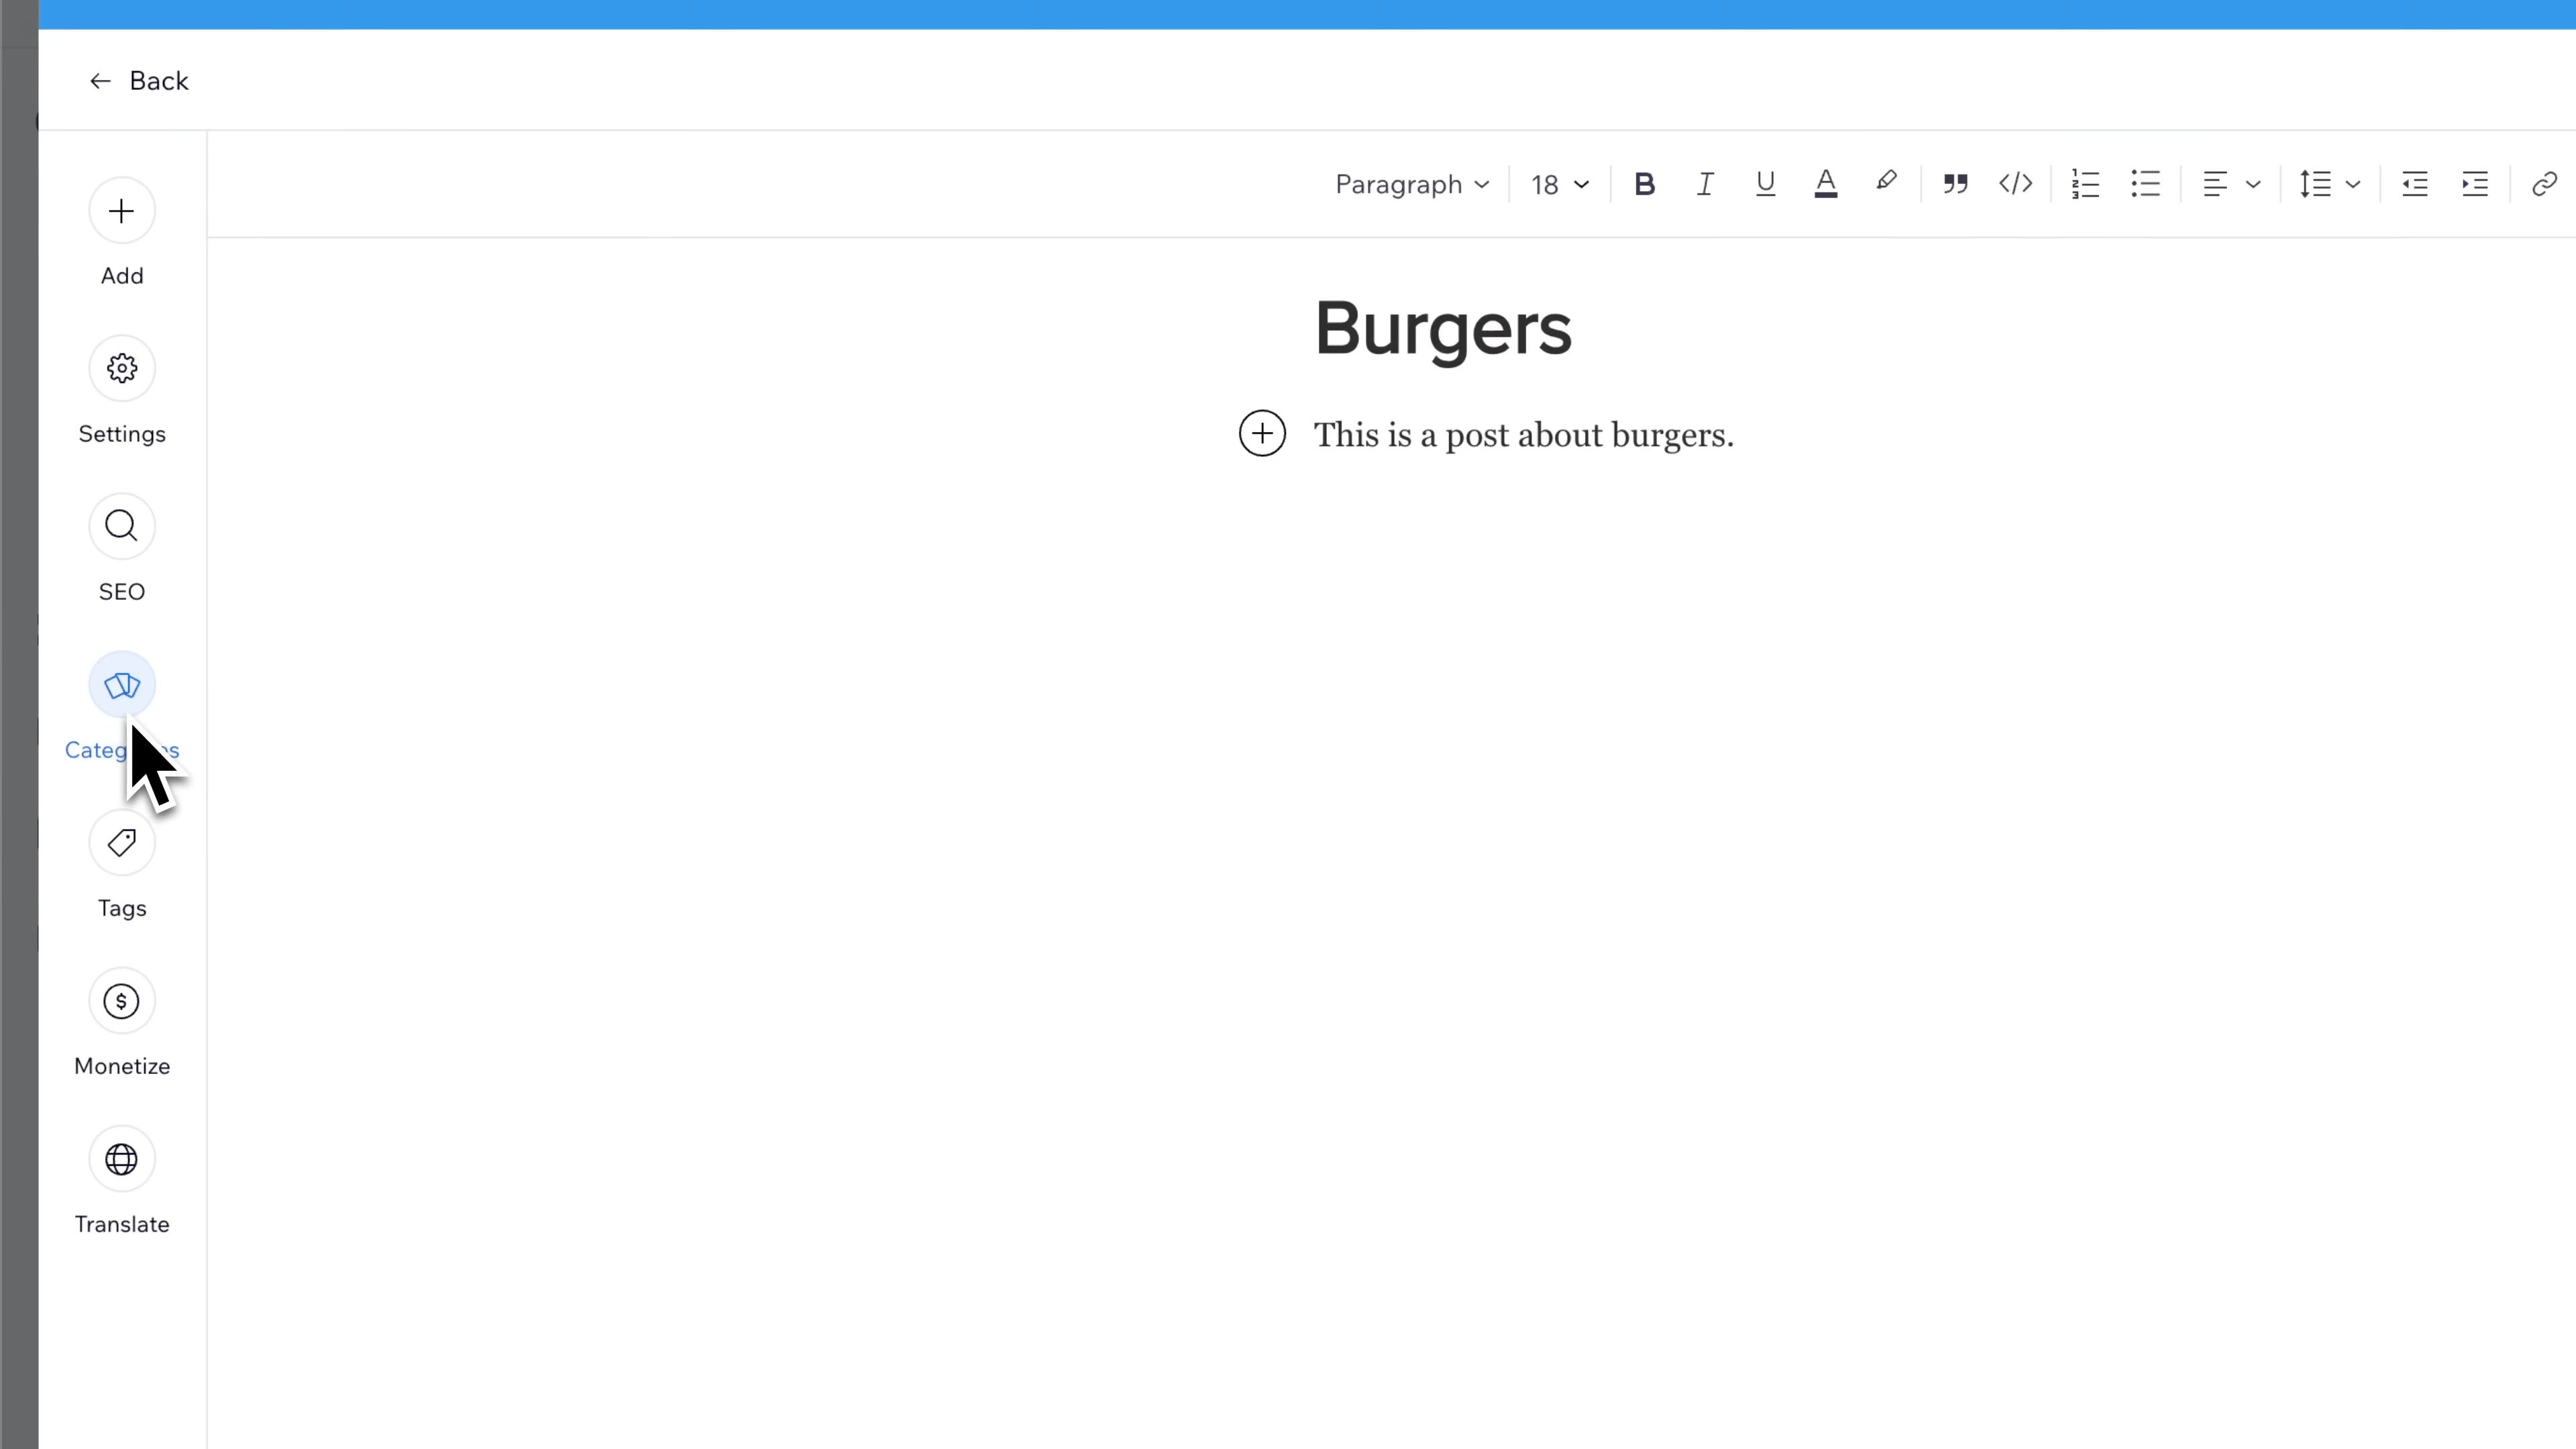 Back
Paragraph 18 B I U A
Add
Settings
SEO
Tags
Monetize
Translate
Burgers
This is a post about burgers.